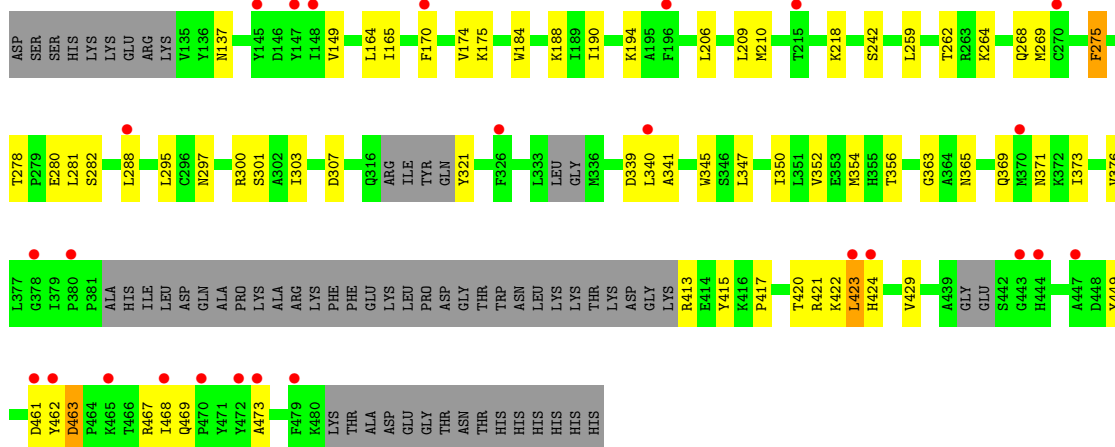 ASP SER SER HIS LYS LYS GLU ARG LYS V135 Y136 N137 Y145 D146 Y147 I148 V149 L164 I165 F170 V174 K175 W184 K188 I189 I190 K194 A195 F196 L206 L209 M210 T215 K218 S242 L259 T262 R263 K264 Q268 M269 C270 F275
T278 P279 E280 L281 S282 L288 L295 C296 N297 R300 S301 A302 I303 D307 Q316 ARG ILE TYR GLN Y321 F326 L333 LEU GLY M336 D339 L340 A341 W345 S346 L347 I350 L351 V352 E353 M354 H355 T356 G363 A364 N365 Q369 M370 N371 K372 I373 V376
L377 G378 I379 P380 P381 ALA HIS ILE LEU ASP GLN ALA PRO LYS ALA ARG LYS PHE PHE GLU LYS LEU PRO ASP GLY THR TRP ASN LEU LYS LYS THR LYS ASP GLY LYS R413 E414 Y415 K416 P417 T420 R421 K422 L423 H424 V429 A439 GLY GLU S442 G443 H444 A447 D448 Y449
D461 Y462 D463 P464 K465 T466 R467 I468 Q469 P470 Y471 Y472 A473 F479 K480 LYS THR ALA ASP GLU GLY THR ASN THR HIS HIS HIS HIS HIS HIS